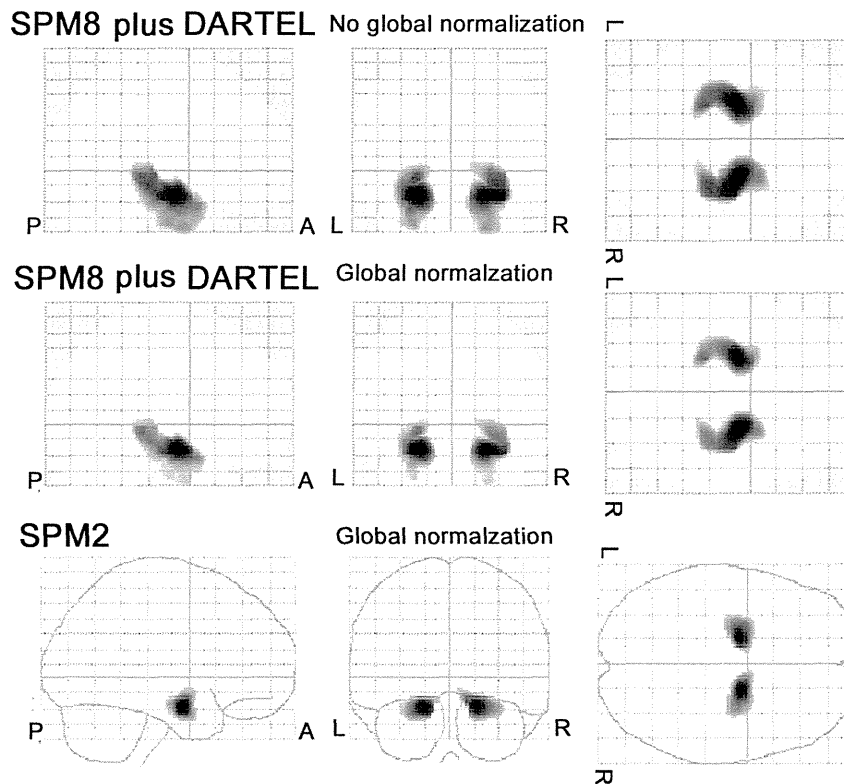 SPM8 plus DARTEL No global normalization
L
P A L R
R
SPM8 plus DARTEL Global normalzation
L
P A L R
R
SPM2 Global normalzation
L
P A L R
R